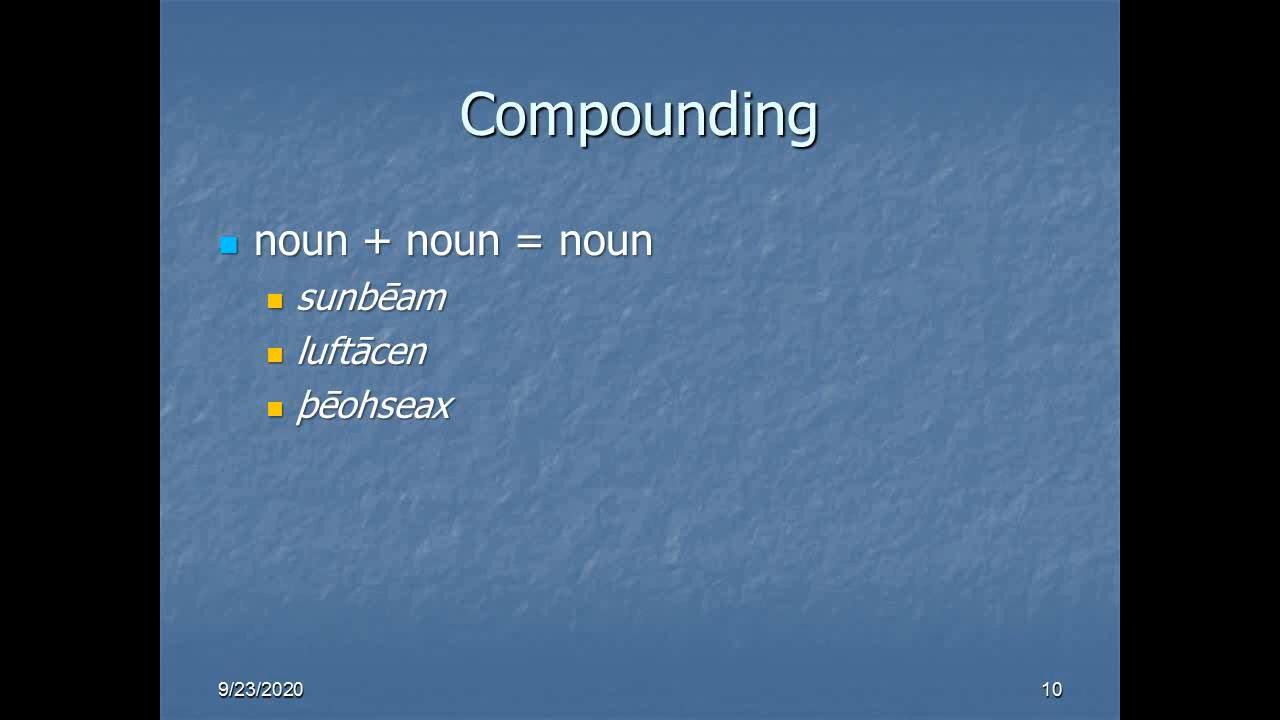 Compounding
noun + noun = noun
sunbēam
luftācen
þēohseax
9/23/2020
10